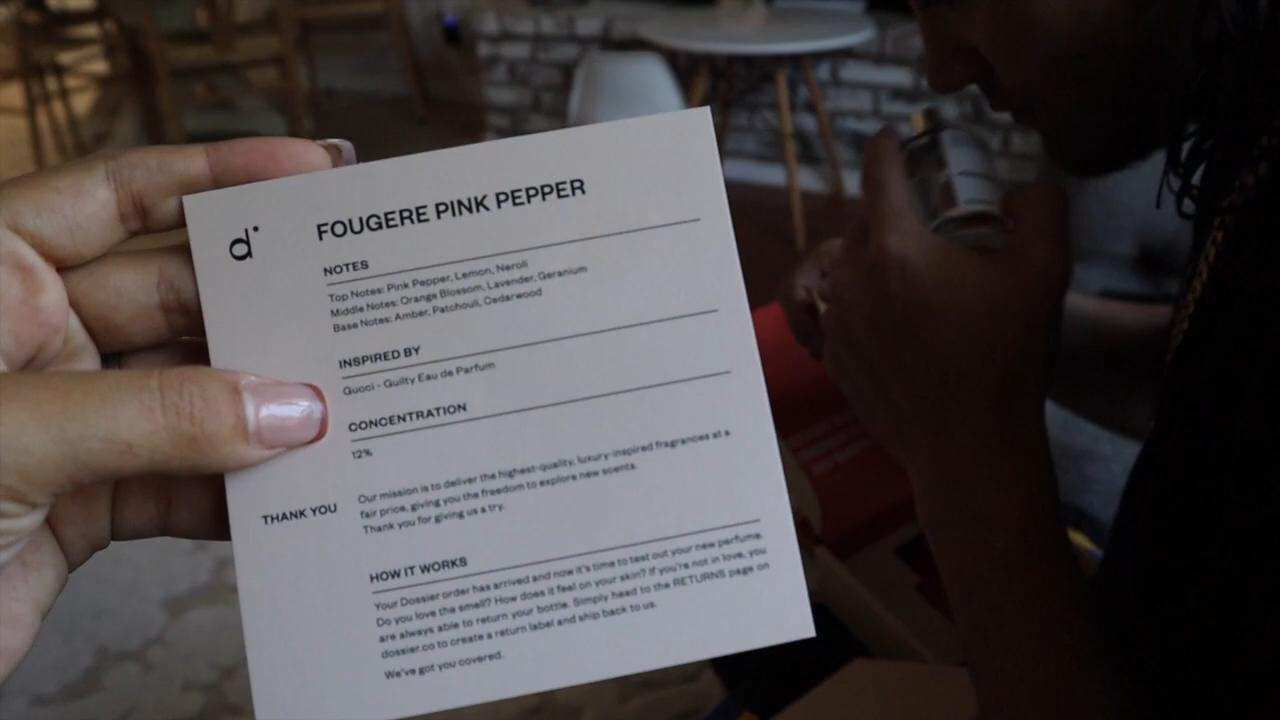 d
FOUGERE PINK PEPPER
NOTES
Top Notes: Pink Pepper, Lemon, Neroli
Middle Notes: Orange Blossom, Lavender, Geranium
Base Notes: Amber, Patchouli, Cedarwood
INSPIRED BY
Gucci - Guilty Eau de Parfum
CONCENTRATION
12%
THANK YOU
Our mission is to deliver the highest-quality, luxury-inspired fragrances at a
fair price, giving you the freedom to explore new scents.
Thank you for giving us a try.
HOW IT WORKS
Your Dossier order has arrived and now it's time to test out your new perfume.
Do you love the smell? How does it feel on your skin? If you're not in love, you
are always able to return your bottle. Simply head to the RETURNS page on
dossier.co to create a return label and ship back to us.
We've got you covered.